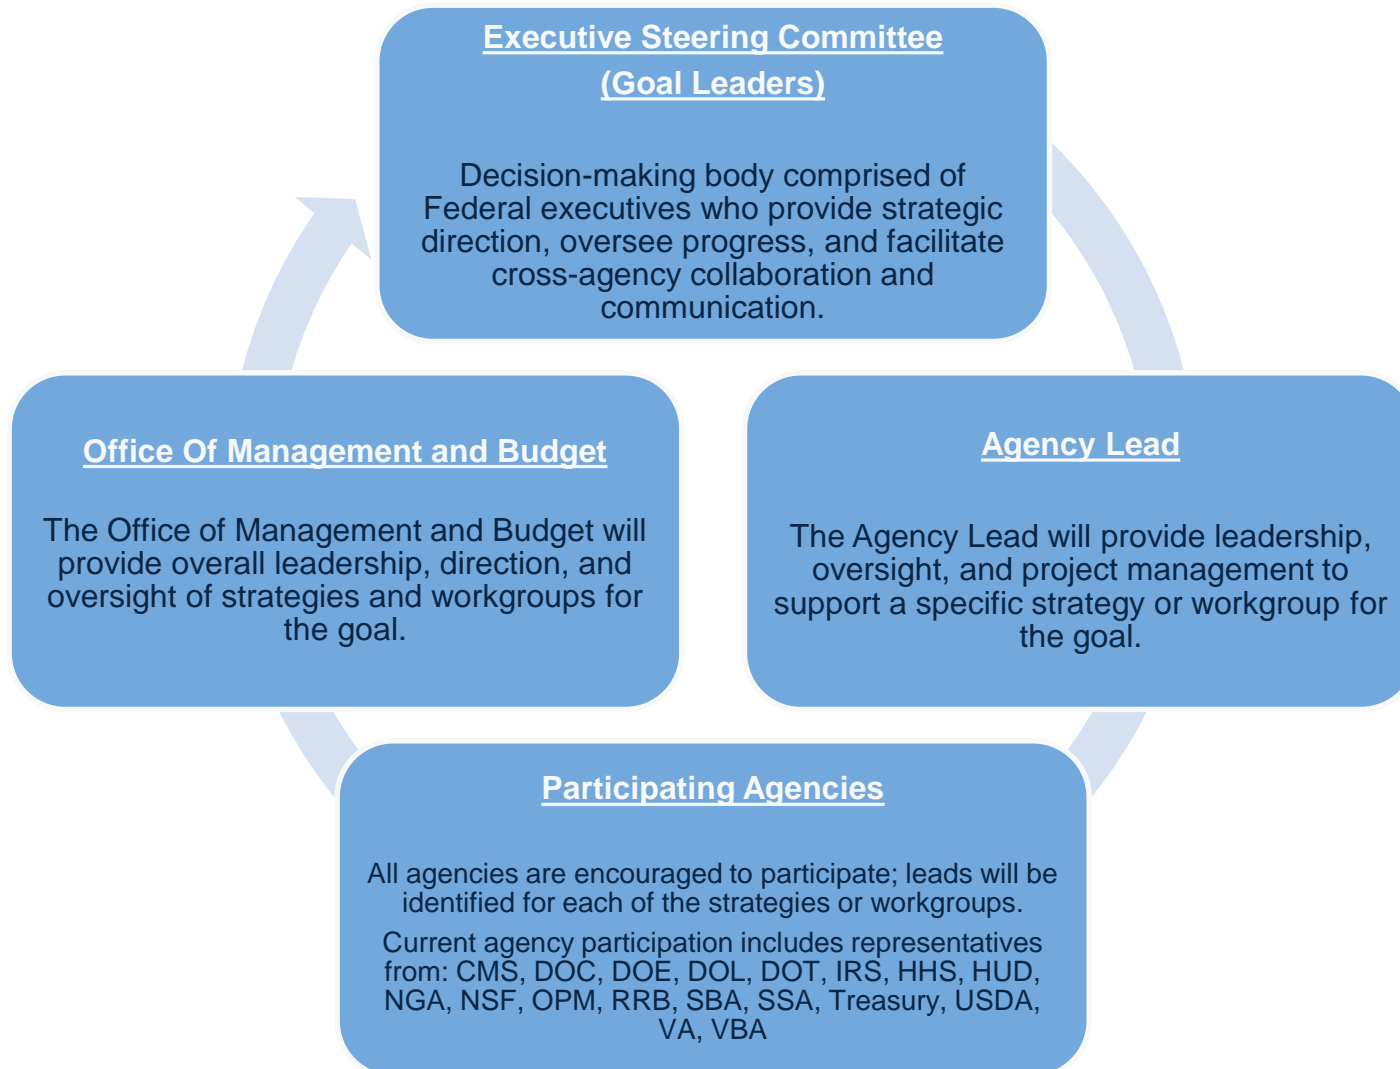 Executive Steering Committee
(Goal Leaders)
Decision-making body comprised of
Federal executives who provide strategic
direction, oversee progress, and facilitate
cross-agency collaboration and
communication.
Office Of Management and Budget
The Office of Management and Budget will
provide overall leadership, direction, and
oversight of strategies and workgroups for
the goal.
Agency Lead
The Agency Lead will provide leadership,
oversight, and project management to
support a specific strategy or workgroup for
the goal.
Participating Agencies
All agencies are encouraged to participate; leads will be
identified for each of the strategies or workgroups.
Current agency participation includes representatives
from: CMS, DOC, DOE, DOL, DOT, IRS, HHS, HUD,
NGA, NSF, OPM, RRB, SBA, SSA, Treasury, USDA,
VA, VBA